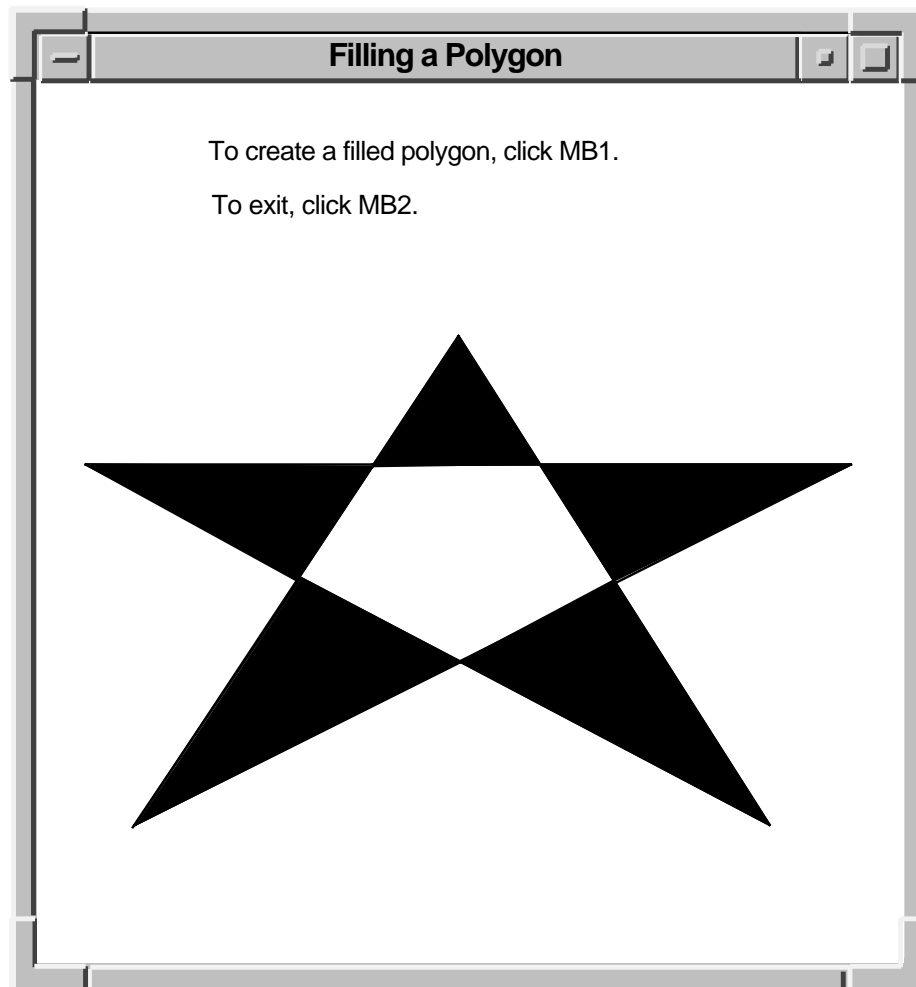 Filling a Polygon
To create a filled polygon, click MB1.
To exit, click MB2.